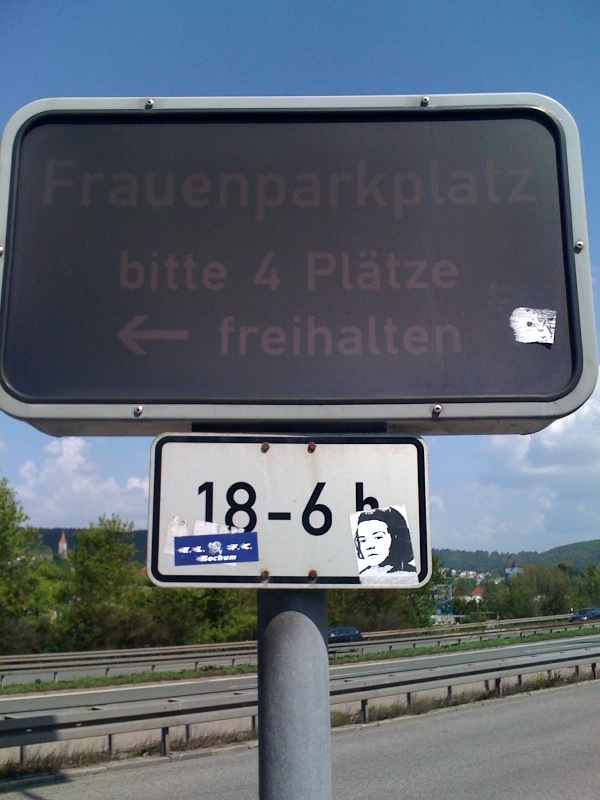 Frauenparkplatz
bitte 4 Plätze
← freihalten
18-6 h
Bochum